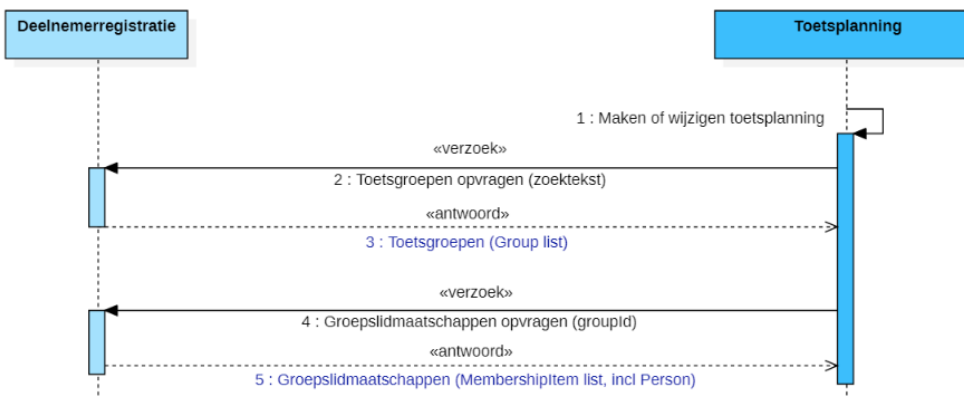 Deelnemerregistratie
Toetsplanning
1 : Maken of wijzigen toetsplanning
«verzoek»
2 : Toetsgroepen opvragen (zoektekst)
«antwoord»
3 : Toetsgroepen (Group list)
«verzoek»
4 : Groepslidmaatschappen opvragen (groupId)
«antwoord»
5 : Groepslidmaatschappen (MembershipItem list, incl Person)